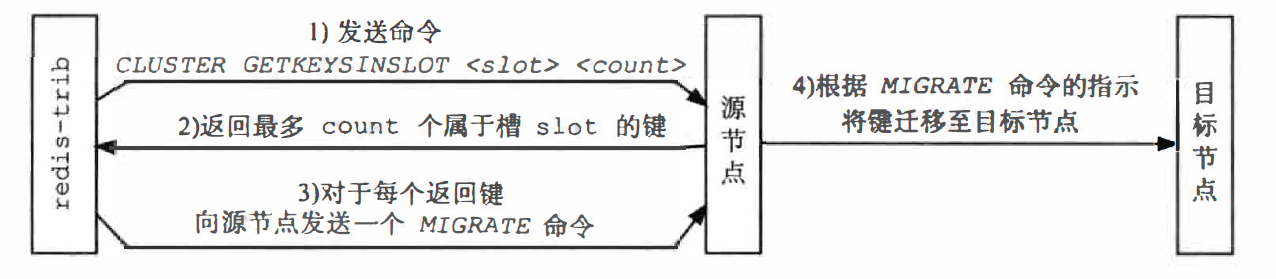 redis-trib
1) 发送命令
CLUSTER GETKEYSINSLOT <slot> <count>
2)返回最多 count 个属于槽 slot 的键
3)对于每个返回键
向源节点发送一个 MIGRATE 命令
源节点
4)根据 MIGRATE 命令的指示
将键迁移至目标节点
目标节点